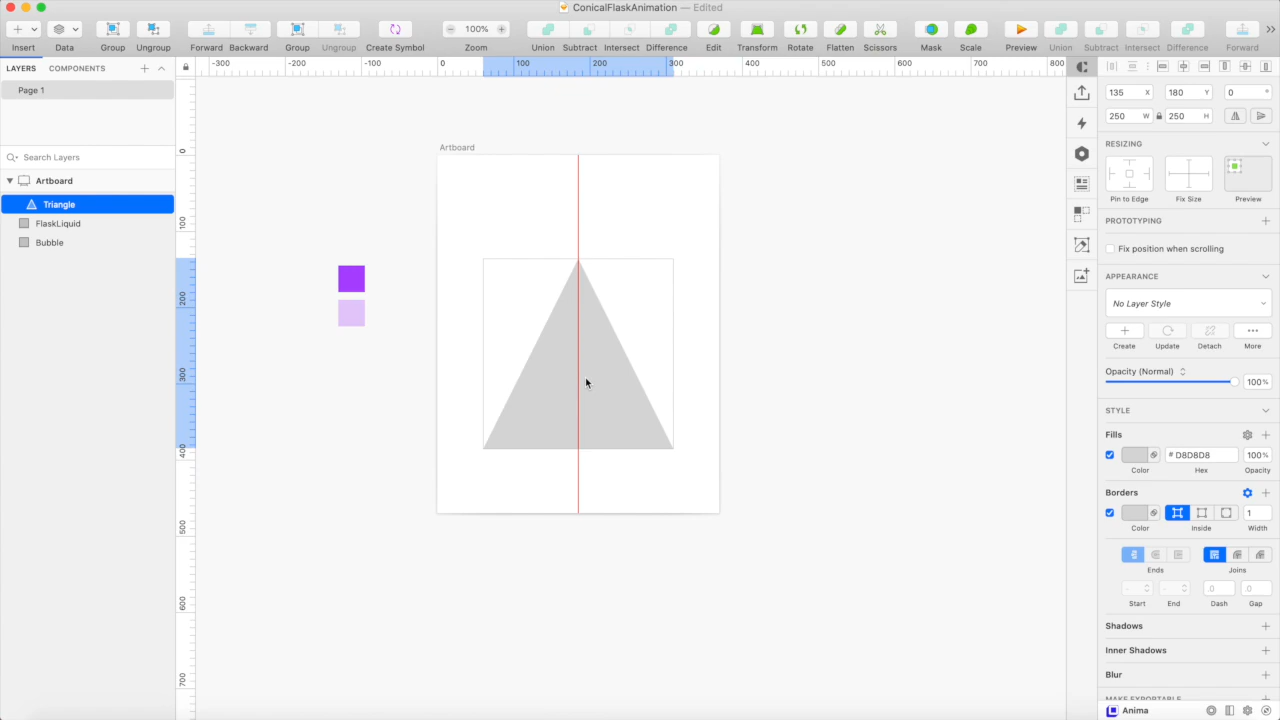 ConicalFlaskAnimation — Edited
Insert Data Group Ungroup Forward Backward Group Ungroup Create Symbol 100% Zoom Union Subtract Intersect Difference Edit Transform Rotate Flatten Scissors Mask Scale Preview Union Subtract Intersect Difference Forward
LAYERS COMPONENTS
Page 1
Search Layers
Artboard
Triangle
FlaskLiquid
Bubble
-300 -200 -100 0 100 200 300 400 500 600 700 800
0
100
200
300
400
500
600
700
Artboard
135 X 180 Y 0 °
250 W 250 H
RESIZING
Pin to Edge Fix Size Preview
PROTOTYPING
Fix position when scrolling
APPEARANCE
No Layer Style
Create Update Detach More
Opacity (Normal) 100%
STYLE
Fills
# D8D8D8 100%
Color Hex Opacity
Borders
1
Color Inside Width
Ends Joins
Start End Dash Gap
Shadows
Inner Shadows
Blur
MAKE EXPORTABLE
Anima